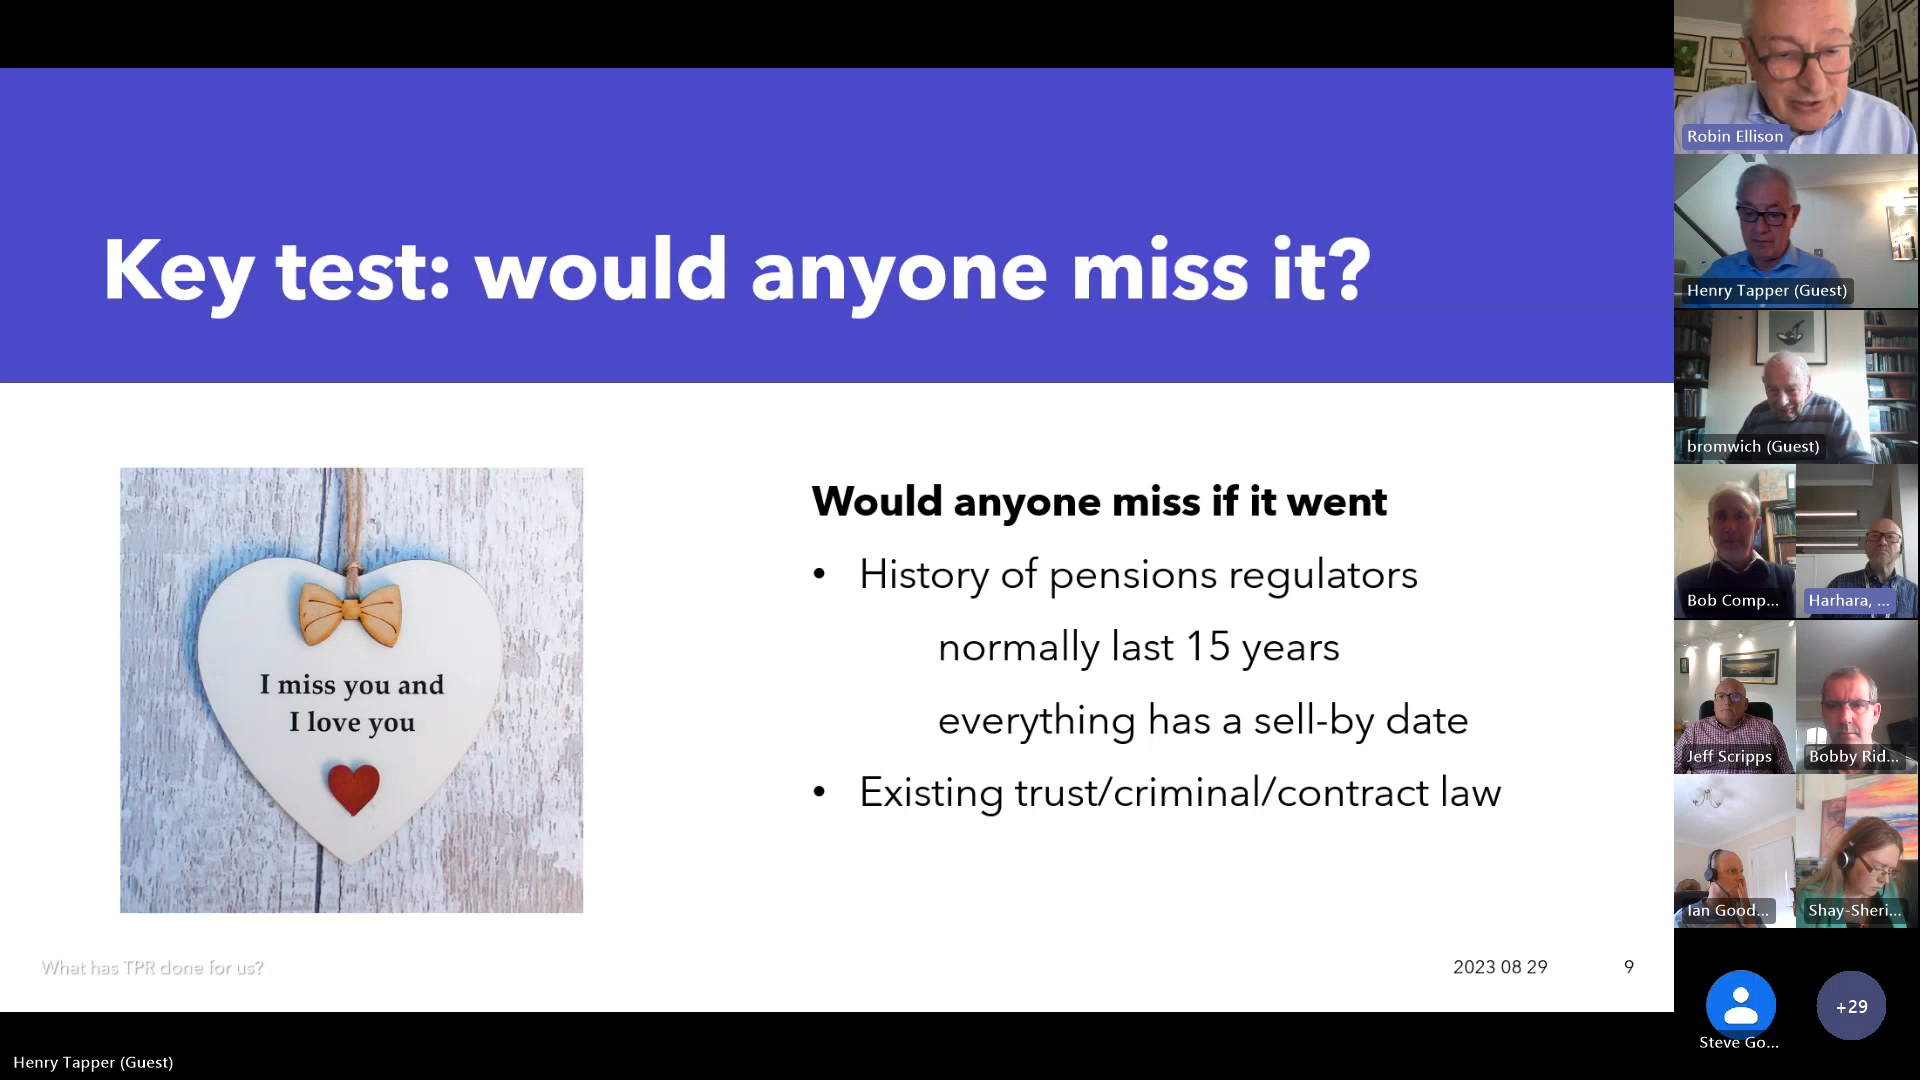 Key test: would anyone miss it?
I miss you and
I love you
Would anyone miss if it went
• History of pensions regulators
normally last 15 years
everything has a sell-by date
• Existing trust/criminal/contract law
What has TPR done for us?
2023 08 29
9
Henry Tapper (Guest)
Robin Ellison
Henry Tapper (Guest)
bromwich (Guest)
Bob Comp...
Harhara, ...
Jeff Scripps
Bobby Rid...
Ian Good...
Shay-Sheri...
Steve Go...
+29